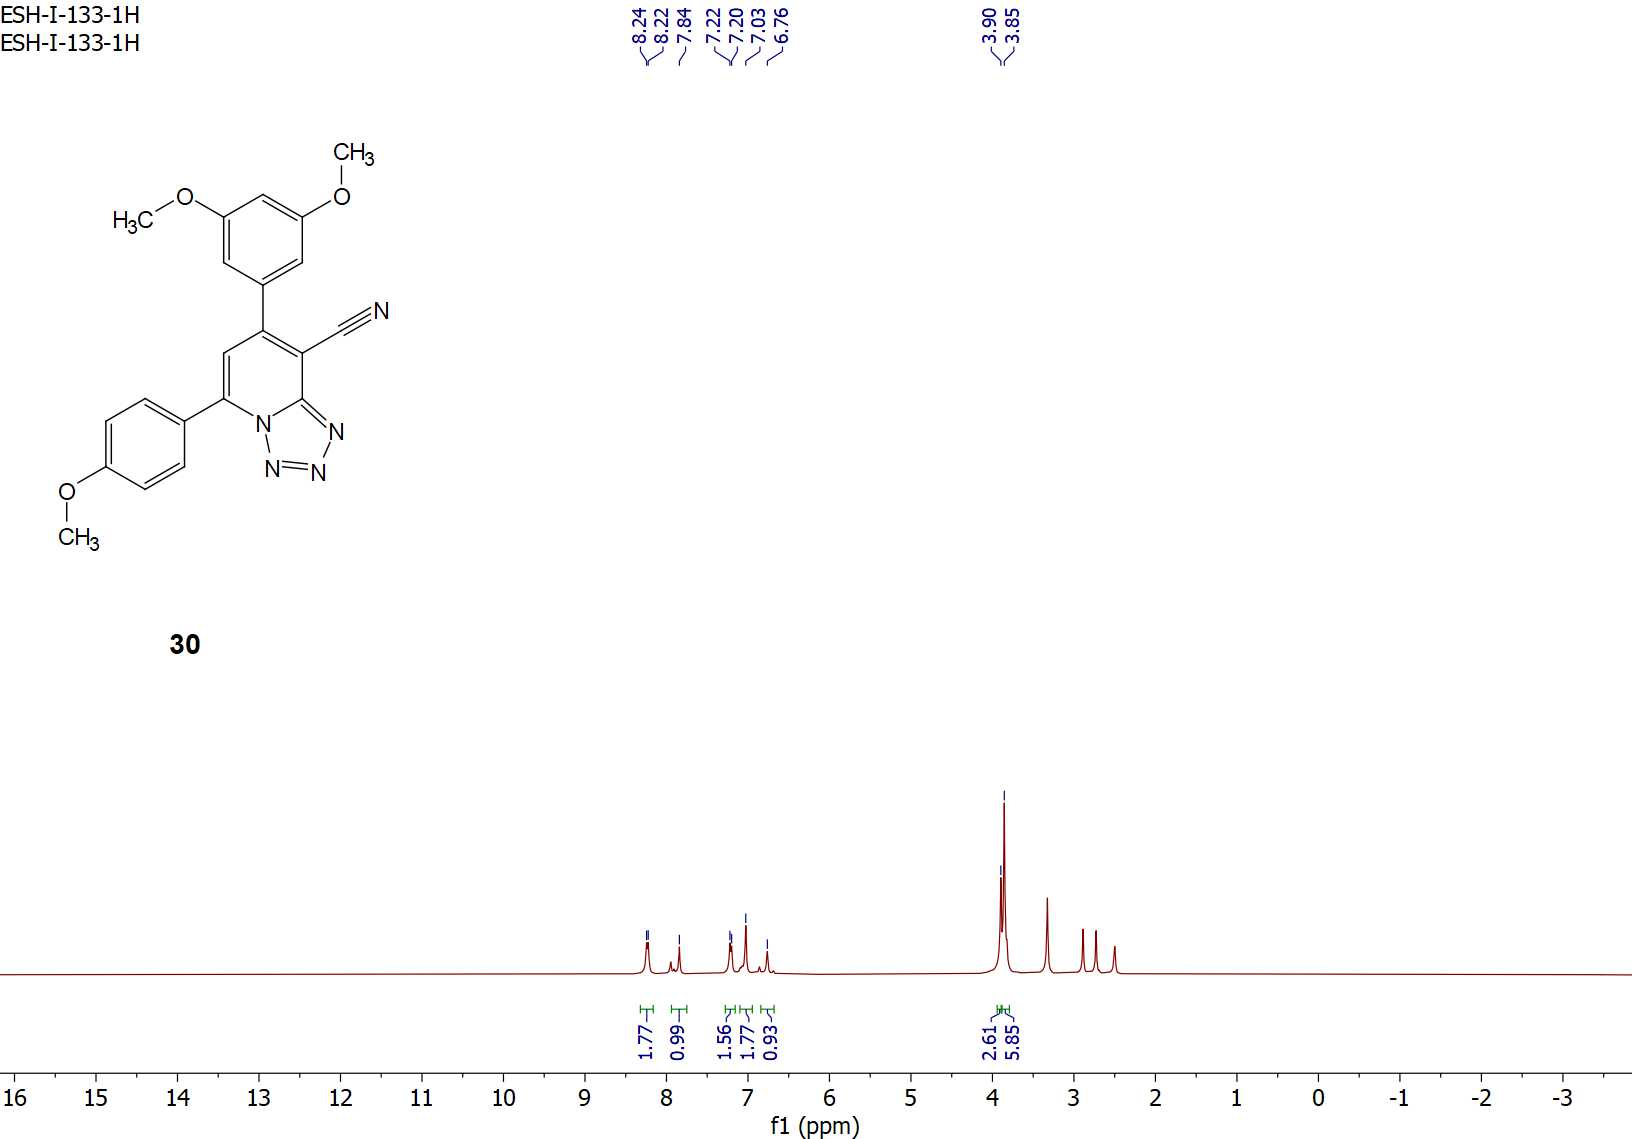 ESH-I-133-1H
ESH-I-133-1H
8.24
8.22
7.84
7.22
7.20
7.03
6.76
3.90
3.85
CH3
O
O
H3C
N
N
N
N
N
O
CH3
30
1.77
0.99
1.56
1.77
0.93
2.61
5.85
16 15 14 13 12 11 10 9 8 7 6 5 4 3 2 1 0 -1 -2 -3
f1 (ppm)